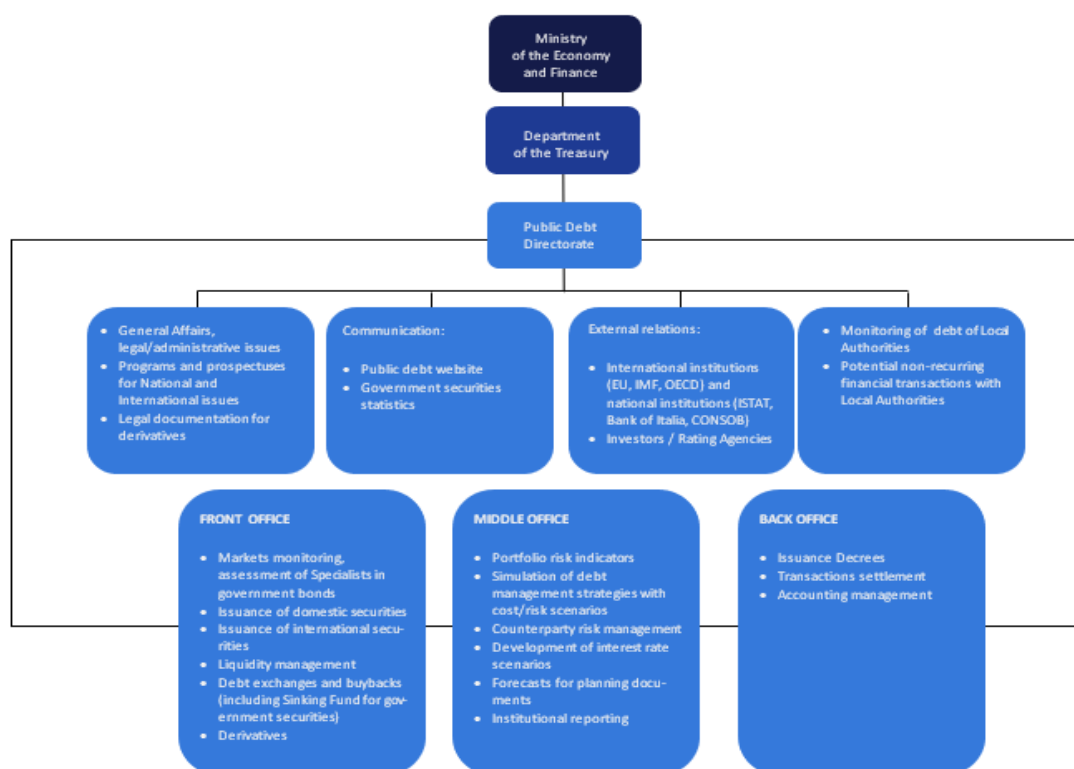 Ministry
of the Economy
and Finance
Department
of the Treasury
Public Debt
Directorate
• General Affairs,
legal/administrative issues
• Programs and prospectuses
for National and
International issues
• Legal documentation for
derivatives
Communication:
• Public debt website
• Government securities
statistics
External relations:
• International institutions
(EU, IMF, OECD) and
national institutions (ISTAT,
Bank of Italia, CONSOB)
• Investors / Rating Agencies
• Monitoring of debt of Local
Authorities
• Potential non-recurring
financial transactions with
Local Authorities
FRONT OFFICE
• Markets monitoring,
assessment of Specialists in
government bonds
• Issuance of domestic securities
• Issuance of international secu-
rities
• Liquidity management
• Debt exchanges and buybacks
(including Sinking Fund for gov-
ernment securities)
• Derivatives
MIDDLE OFFICE
• Portfolio risk indicators
• Simulation of debt
management strategies with
cost/risk scenarios
• Counterparty risk management
• Development of interest rate
scenarios
• Forecasts for planning docu-
ments
• Institutional reporting
BACK OFFICE
• Issuance Decrees
• Transactions settlement
• Accounting management